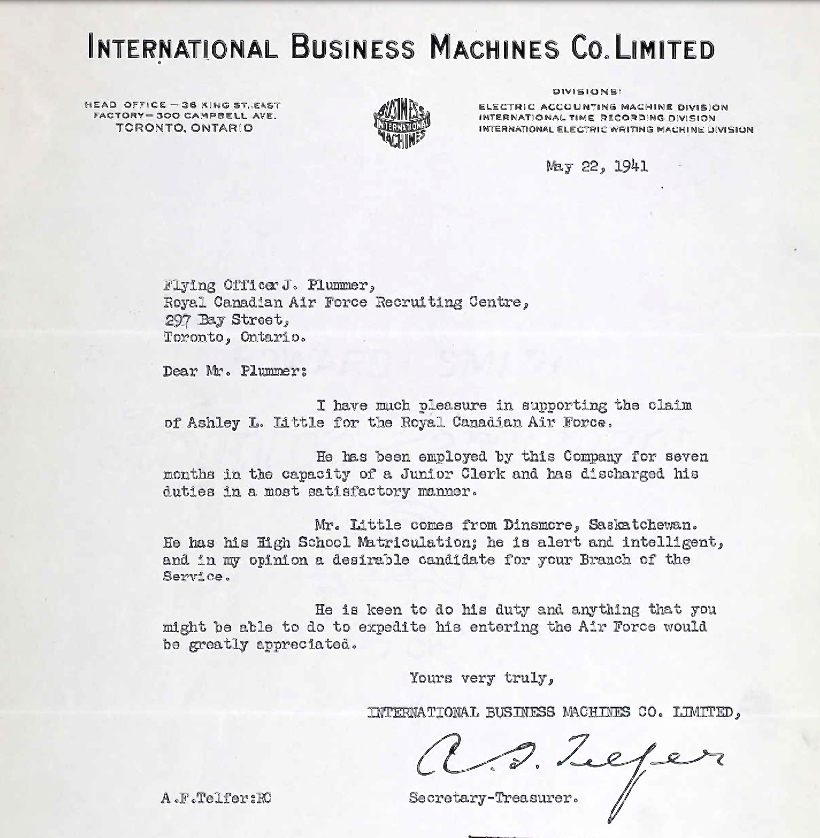 INTERNATIONAL BUSINESS MACHINES CO. LIMITED
HEAD OFFICE — 36 KING ST. EAST
FACTORY — 300 CAMPBELL AVE.
TORONTO, ONTARIO
BUSINESS
INTERNATIONAL
MACHINES
DIVISIONS:
ELECTRIC ACCOUNTING MACHINE DIVISION
INTERNATIONAL TIME RECORDING DIVISION
INTERNATIONAL ELECTRIC WRITING MACHINE DIVISION
May 22, 1941
Flying Officer J. Plummer,
Royal Canadian Air Force Recruiting Centre,
297 Bay Street,
Toronto, Ontario.
Dear Mr. Plummer:
I have much pleasure in supporting the claim
of Ashley L. Little for the Royal Canadian Air Force.
He has been employed by this Company for seven
months in the capacity of a Junior Clerk and has discharged his
duties in a most satisfactory manner.
Mr. Little comes from Dinsmore, Saskatchewan.
He has his High School Matriculation; he is alert and intelligent,
and in my opinion a desirable candidate for your Branch of the
Service.
He is keen to do his duty and anything that you
might be able to do to expedite his entering the Air Force would
be greatly appreciated.
Yours very truly,
INTERNATIONAL BUSINESS MACHINES CO. LIMITED,
A. F. Telfer
A.F.Telfer:RC Secretary-Treasurer.